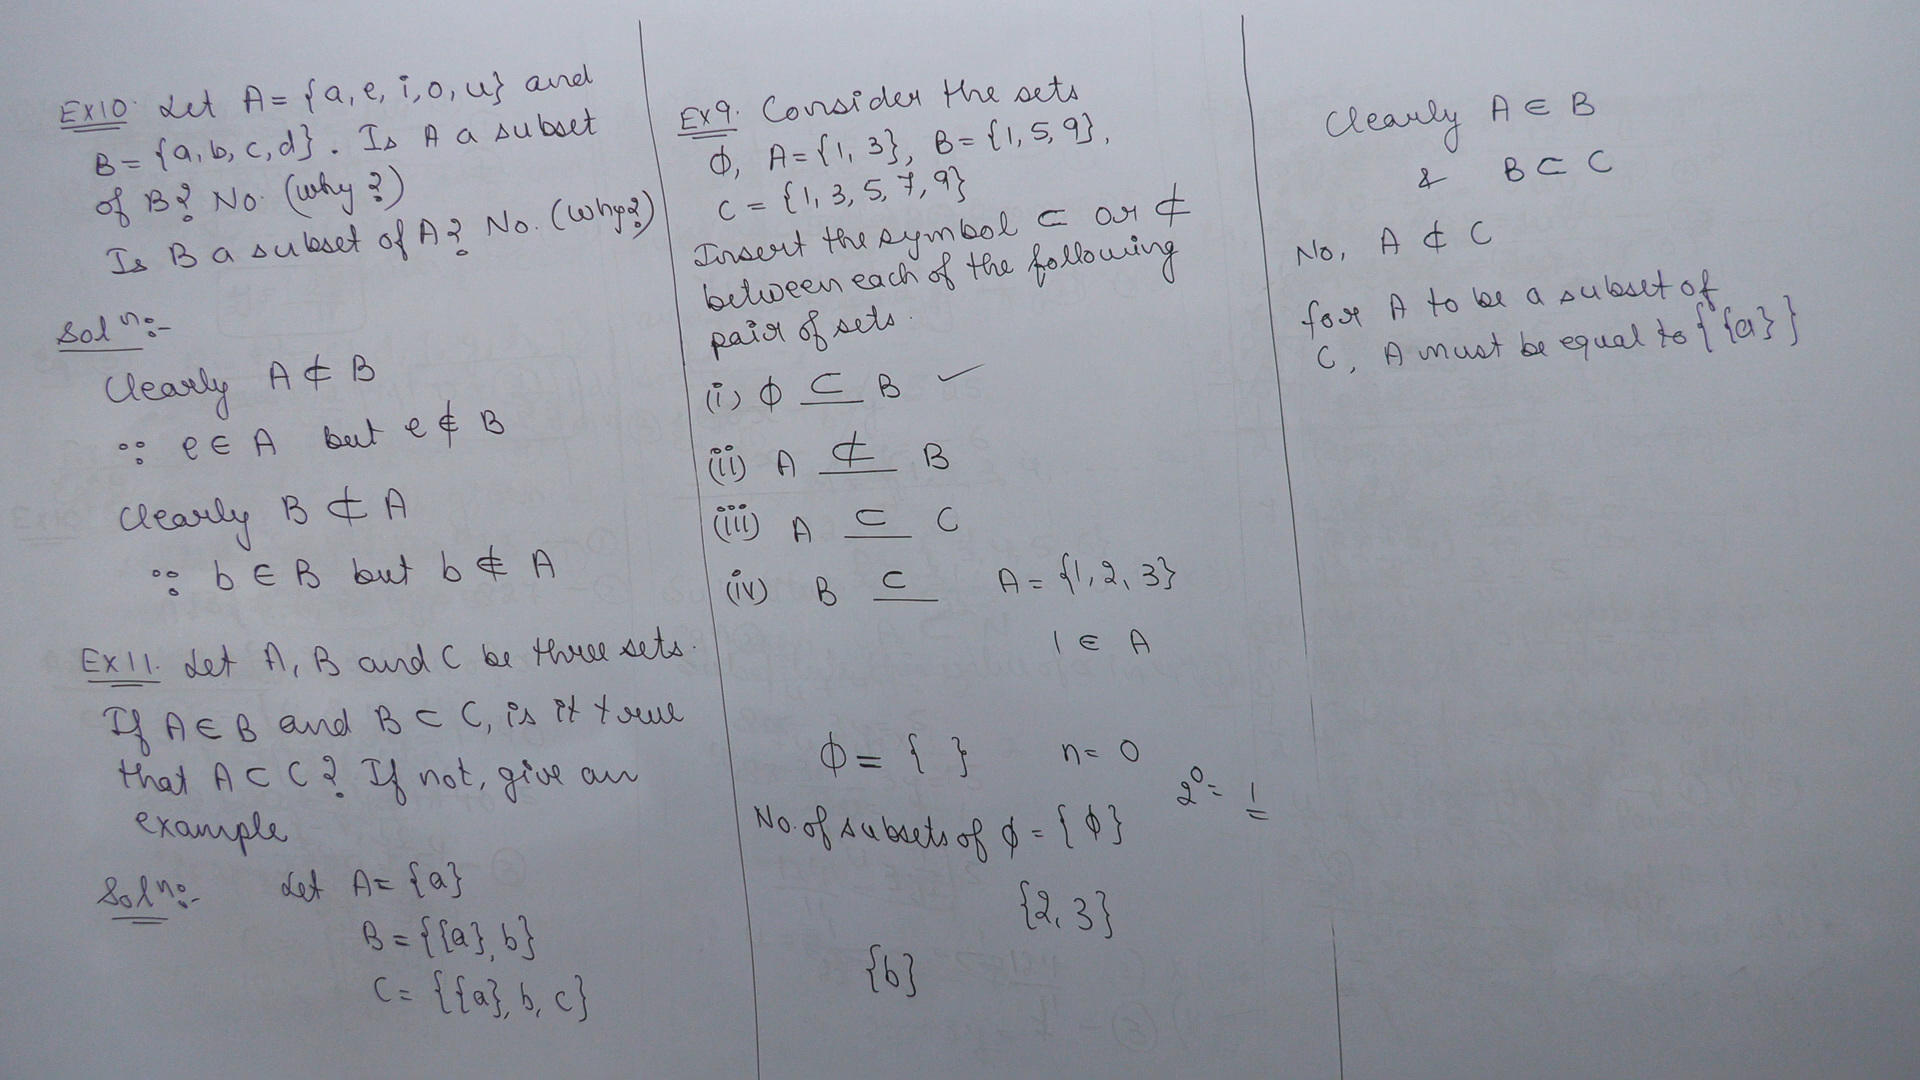 Ex10. Let A = {a, e, i, o, u} and
B = {a, b, c, d}. Is A a subset
of B? No. (why?)
Is B a subset of A? No. (why?)
Solⁿ:-
Clearly A ⊄ B
∵ e ∈ A but e ∉ B
Clearly B ⊄ A
∵ b ∈ B but b ∉ A
Ex11. Let A, B and C be three sets.
If A ∈ B and B ⊂ C, is it true
that A ⊂ C? If not, give an
example
Solⁿ:- Let A = {a}
B = {{a}, b}
C = {{a}, b, c}
Ex9. Consider the sets
ϕ, A = {1, 3}, B = {1, 5, 9},
C = {1, 3, 5, 7, 9}
Insert the symbol ⊂ or ⊄
between each of the following
pair of sets.
(i) ϕ ⊂ B ✓
(ii) A ⊄ B
(iii) A ⊂ C
(iv) B ⊂ A = {1, 2, 3}
1 ∈ A
ϕ = { } n = 0
2⁰ = 1
No. of subsets of ϕ = {ϕ}
{2, 3}
{b}
Clearly A ∈ B
& B ⊂ C
No, A ⊄ C
for A to be a subset of
C, A must be equal to {{a}}